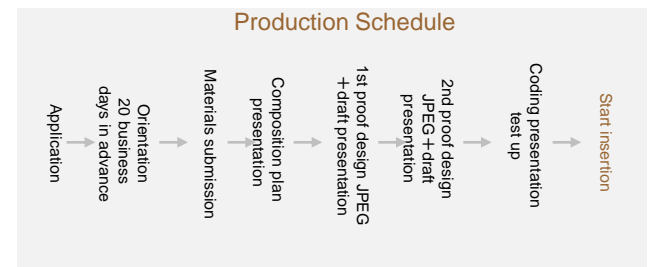 Production Schedule
Application
Orientation
20 business
days in advance
Materials submission
Composition plan
presentation
1st proof design JPEG
＋draft presentation
2nd proof design
JPEG＋draft
presentation
Coding presentation
test up
Start insertion